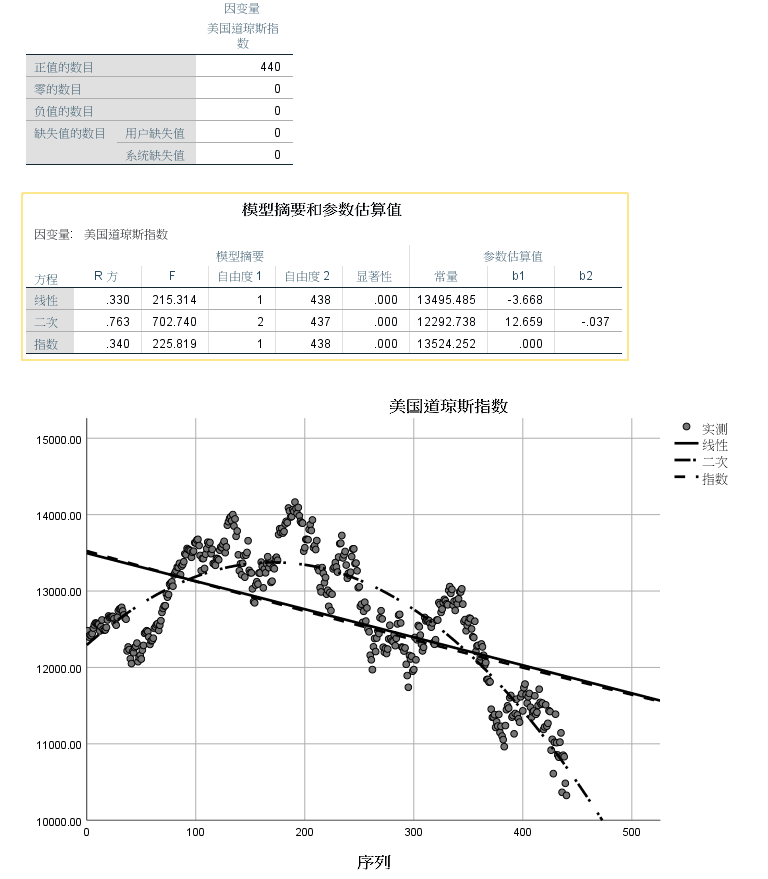 因变量
美国道琼斯指
数
正值的数目 440
零的数目 0
负值的数目 0
缺失值的数目 用户缺失值 0
系统缺失值 0
模型摘要和参数估算值
因变量: 美国道琼斯指数
模型摘要 参数估算值
方程 R 方 F 自由度 1 自由度 2 显著性 常量 b1 b2
线性 .330 215.314 1 438 .000 13495.485 -3.668
二次 .763 702.740 2 437 .000 12292.738 12.659 -.037
指数 .340 225.819 1 438 .000 13524.252 .000
美国道琼斯指数
15000.00
14000.00
13000.00
12000.00
11000.00
10000.00
0 100 200 300 400 500
序列
实测
线性
二次
指数